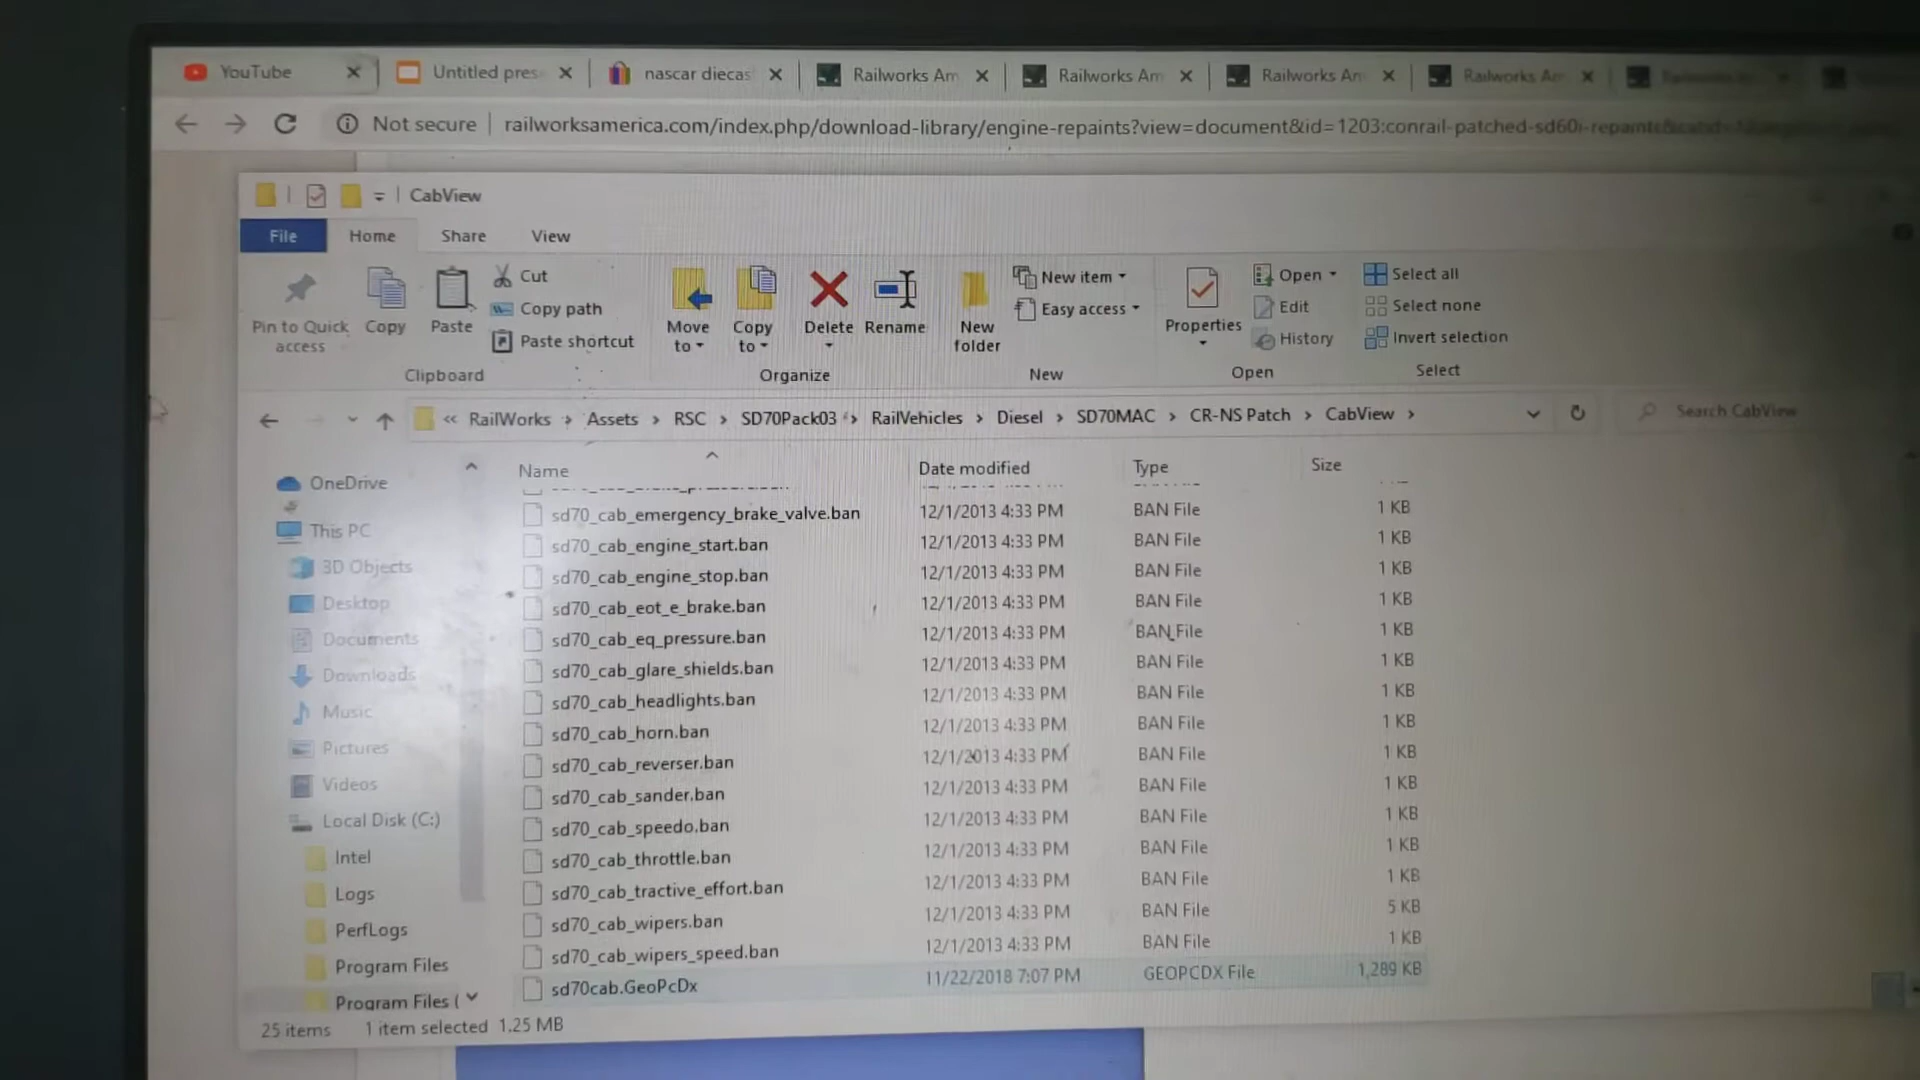 YouTube
Untitled pres
nascar diecas
Railworks Am
Railworks Am
Railworks Am
Railworks Am
Not secure
railworksamerica.com/index.php/download-library/engine-repaints?view=document&id=1203:conrail-patched-sd60i-repaints
CabView
File Home Share View
Pin to Quick access
Copy
Paste
Cut
Copy path
Paste shortcut
Clipboard
Move to
Copy to
Delete
Rename
Organize
New folder
New item
Easy access
New
Properties
Open
Edit
History
Open
Select all
Select none
Invert selection
Select
« RailWorks > Assets > RSC > SD70Pack03 > RailVehicles > Diesel > SD70MAC > CR-NS Patch > CabView >
Search CabView
OneDrive
This PC
3D Objects
Desktop
Documents
Downloads
Music
Pictures
Videos
Local Disk (C:)
Intel
Logs
PerfLogs
Program Files
Program Files (
Name Date modified Type Size
sd70_cab_emergency_brake_valve.ban 12/1/2013 4:33 PM BAN File 1 KB
sd70_cab_engine_start.ban 12/1/2013 4:33 PM BAN File 1 KB
sd70_cab_engine_stop.ban 12/1/2013 4:33 PM BAN File 1 KB
sd70_cab_eot_e_brake.ban 12/1/2013 4:33 PM BAN File 1 KB
sd70_cab_eq_pressure.ban 12/1/2013 4:33 PM BAN File 1 KB
sd70_cab_glare_shields.ban 12/1/2013 4:33 PM BAN File 1 KB
sd70_cab_headlights.ban 12/1/2013 4:33 PM BAN File 1 KB
sd70_cab_horn.ban 12/1/2013 4:33 PM BAN File 1 KB
sd70_cab_reverser.ban 12/1/2013 4:33 PM BAN File 1 KB
sd70_cab_sander.ban 12/1/2013 4:33 PM BAN File 1 KB
sd70_cab_speedo.ban 12/1/2013 4:33 PM BAN File 1 KB
sd70_cab_throttle.ban 12/1/2013 4:33 PM BAN File 1 KB
sd70_cab_tractive_effort.ban 12/1/2013 4:33 PM BAN File 1 KB
sd70_cab_wipers.ban 12/1/2013 4:33 PM BAN File 5 KB
sd70_cab_wipers_speed.ban 12/1/2013 4:33 PM BAN File 1 KB
sd70cab.GeoPcDx 11/22/2018 7:07 PM GEOPCDX File 1,289 KB
25 items 1 item selected 1.25 MB